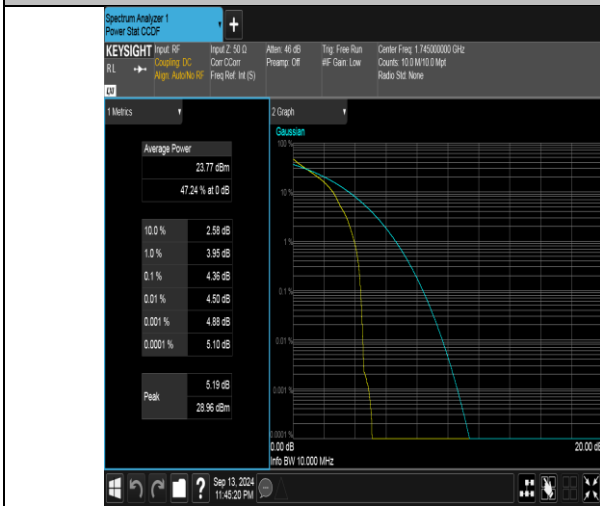 Spectrum Analyzer 1
Power Stat CCDF
+
KEYSIGHT Input: RF Input Z: 50 Ω Atten: 46 dB Trig: Free Run Center Freq: 1.745000000 GHz
RL Coupling: DC Corr CCorr Preamp: Off #IF Gain: Low Counts: 10.0 M/10.0 Mpt
Align: Auto/No RF Freq Ref: Int (S) Radio Std: None
LXI
1 Metrics
Average Power
23.77 dBm
47.24 % at 0 dB
10.0 % 2.58 dB
1.0 % 3.95 dB
0.1 % 4.36 dB
0.01 % 4.50 dB
0.001 % 4.88 dB
0.0001 % 5.10 dB
Peak 5.19 dB
28.96 dBm
2 Graph
Gaussian
100 %
10 %
1 %
0.1 %
0.01 %
0.001 %
0.0001 %
0.00 dB 20.00 dB
Info BW 10.000 MHz
? Sep 13, 2024
11:45:20 PM